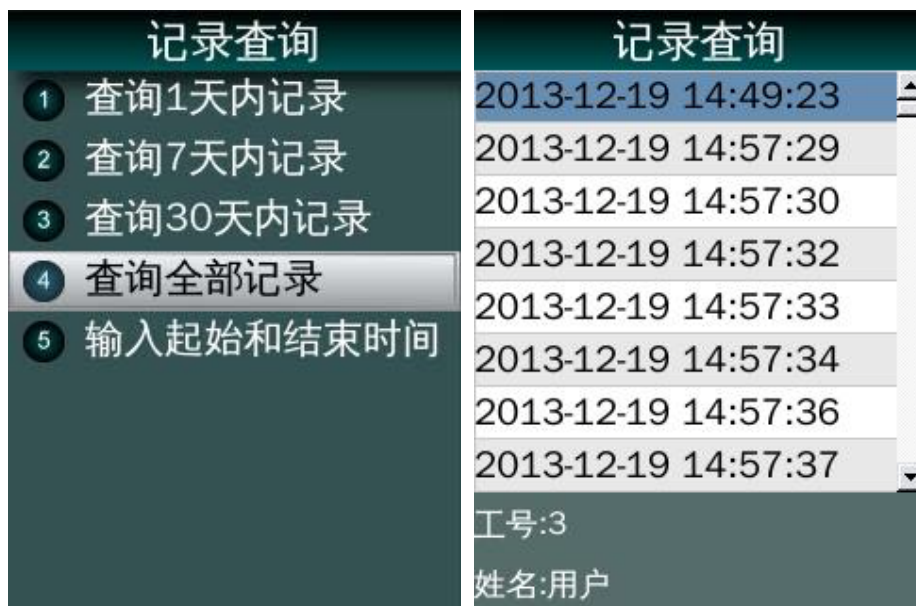 记录查询
1 查询1天内记录
2 查询7天内记录
3 查询30天内记录
4 查询全部记录
5 输入起始和结束时间
记录查询
2013-12-19 14:49:23
2013-12-19 14:57:29
2013-12-19 14:57:30
2013-12-19 14:57:32
2013-12-19 14:57:33
2013-12-19 14:57:34
2013-12-19 14:57:36
2013-12-19 14:57:37
工号:3
姓名:用户